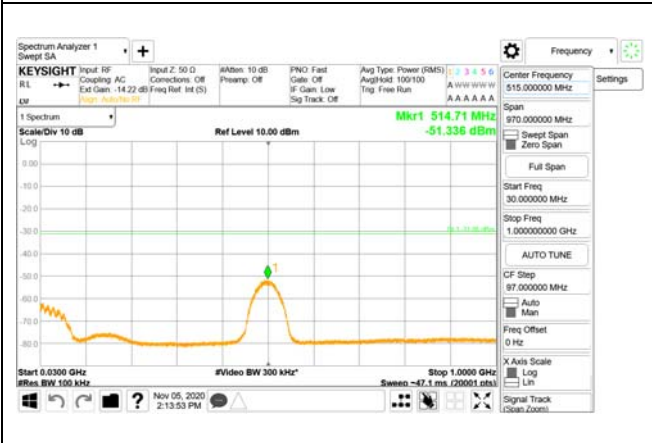 Spectrum Analyzer 1
Swept SA
Frequency
KEYSIGHT
Input: RF
Coupling: AC
Ext Gain: -14.22 dB
Align: Auto/No RF
Input Z: 50 Ω
Corrections: Off
Freq Ref: Int (S)
#Atten: 10 dB
Preamp: Off
PNO: Fast
Gate: Off
IF Gain: Low
Sig Track: Off
Avg Type: Power (RMS)
Avg|Hold: 100/100
Trig: Free Run
1 2 3 4 5 6
A W W W W W
A A A A A A
RL
Center Frequency
515.000000 MHz
Settings
Span
970.000000 MHz
Swept Span
Zero Span
Full Span
Start Freq
30.000000 MHz
Stop Freq
1.000000000 GHz
AUTO TUNE
CF Step
97.000000 MHz
Auto
Man
Freq Offset
0 Hz
X Axis Scale
Log
Lin
Signal Track
(Span Zoom)
1 Spectrum
Scale/Div 10 dB
Log
Ref Level 10.00 dBm
Mkr1 514.71 MHz
-51.336 dBm
0.00
-10.0
-20.0
-30.0
-40.0
-50.0
-60.0
-70.0
-80.0
1
Start 0.0300 GHz
#Res BW 100 kHz
#Video BW 300 kHz*
Stop 1.0000 GHz
Sweep ~47.1 ms (20001 pts)
Nov 05, 2020
2:13:53 PM